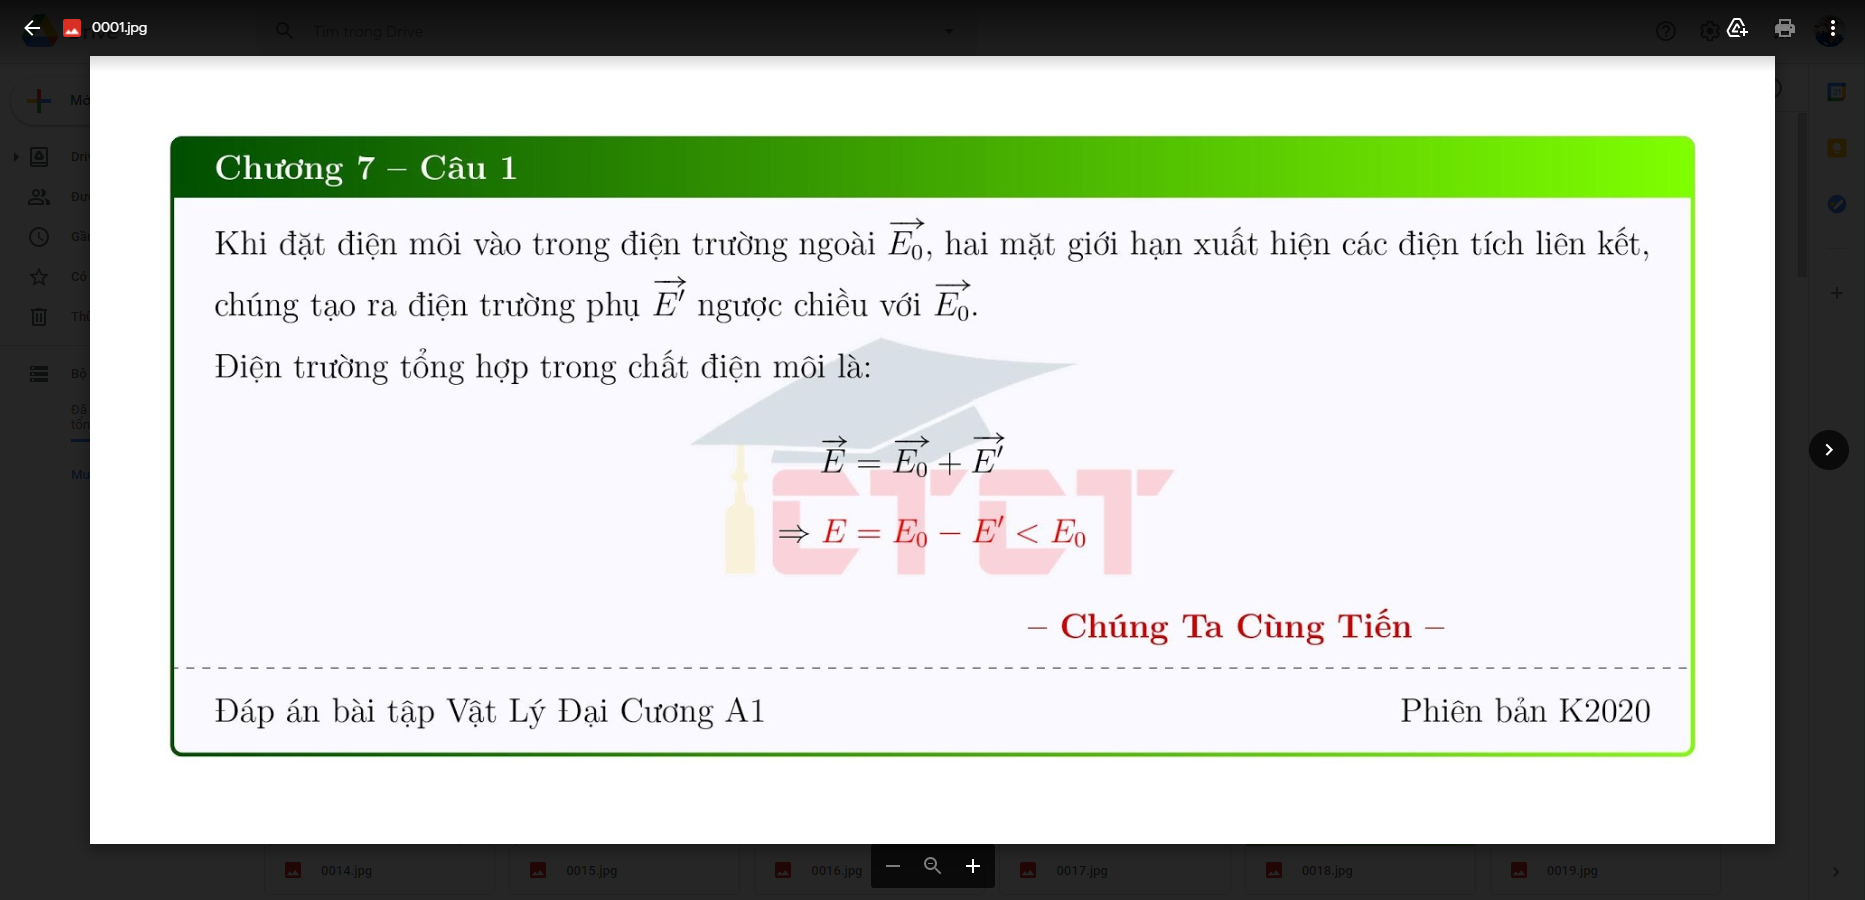 0001.jpg
Tìm trong Drive
Chương 7 – Câu 1
Khi đặt điện môi vào trong điện trường ngoài $\overrightarrow{E_0}$, hai mặt giới hạn xuất hiện các điện tích liên kết,
chúng tạo ra điện trường phụ $\overrightarrow{E'}$ ngược chiều với $\overrightarrow{E_0}$.
Điện trường tổng hợp trong chất điện môi là:
$\overrightarrow{E} = \overrightarrow{E_0} + \overrightarrow{E'}$
$\Rightarrow E = E_0 - E' < E_0$
CTCT
– Chúng Ta Cùng Tiến –
Đáp án bài tập Vật Lý Đại Cương A1 Phiên bản K2020
0014.jpg 0015.jpg 0016.jpg 0017.jpg 0018.jpg 0019.jpg